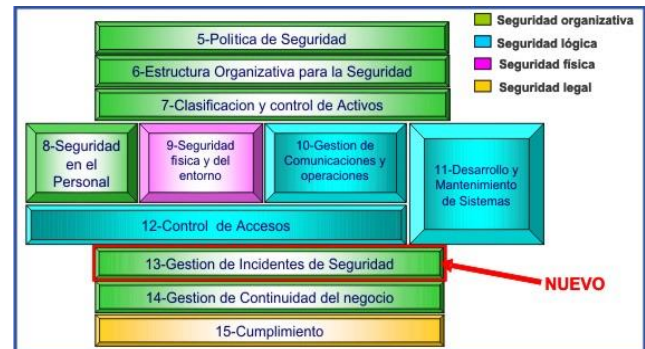 Seguridad organizativa
Seguridad lógica
Seguridad física
Seguridad legal
5-Politica de Seguridad
6-Estructura Organizativa para la Seguridad
7-Clasificacion y control de Activos
8-Seguridad
en el
Personal
9-Seguridad
fisica y del
entorno
10-Gestion de
Comunicaciones y
operaciones
11-Desarrollo y
Mantenimiento
de Sistemas
12-Control de Accesos
13-Gestion de Incidentes de Seguridad
NUEVO
14-Gestion de Continuidad del negocio
15-Cumplimiento